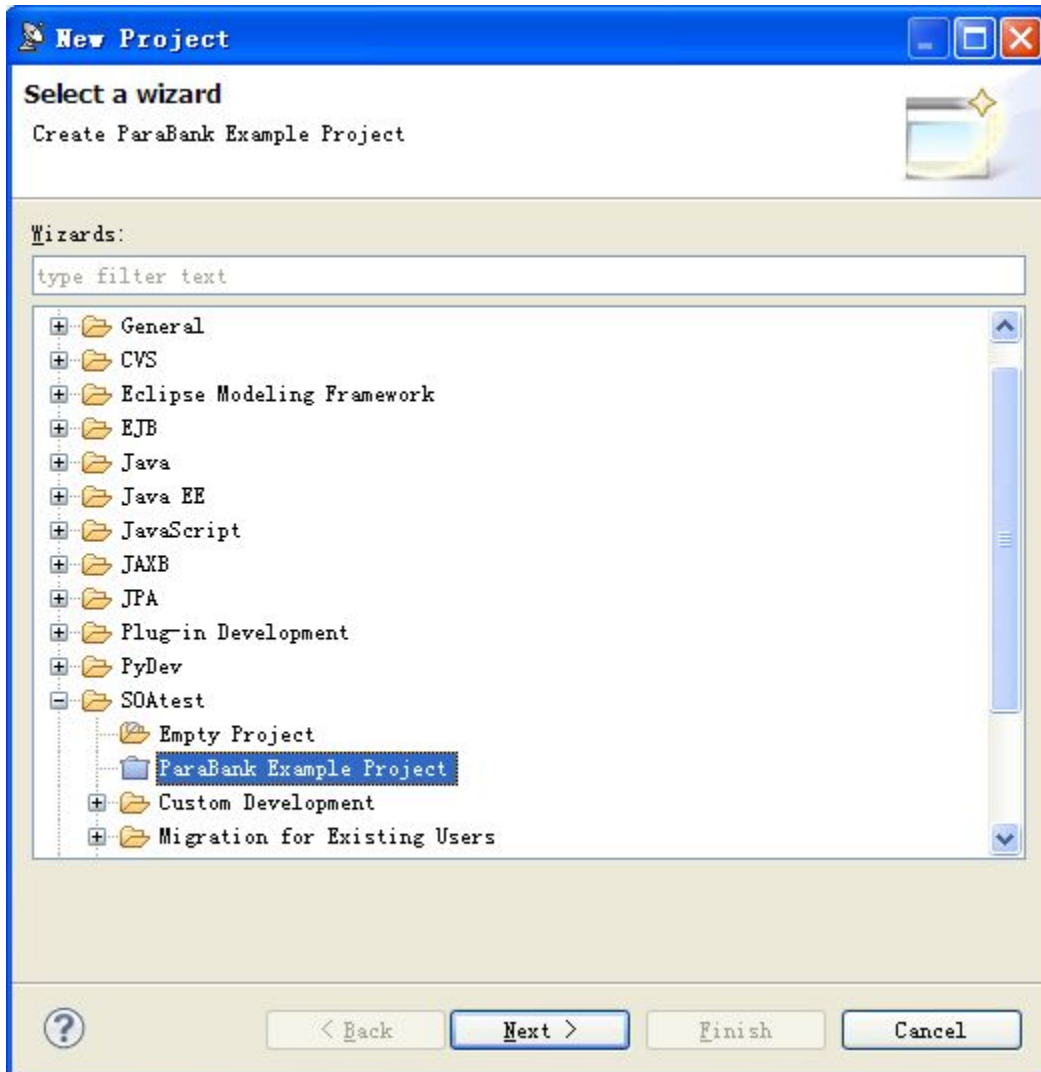 New Project
Select a wizard
Create ParaBank Example Project
Wizards:
type filter text
General
CVS
Eclipse Modeling Framework
EJB
Java
Java EE
JavaScript
JAXB
JPA
Plug-in Development
PyDev
SOAtest
Empty Project
ParaBank Example Project
Custom Development
Migration for Existing Users
? < Back Next > Finish Cancel